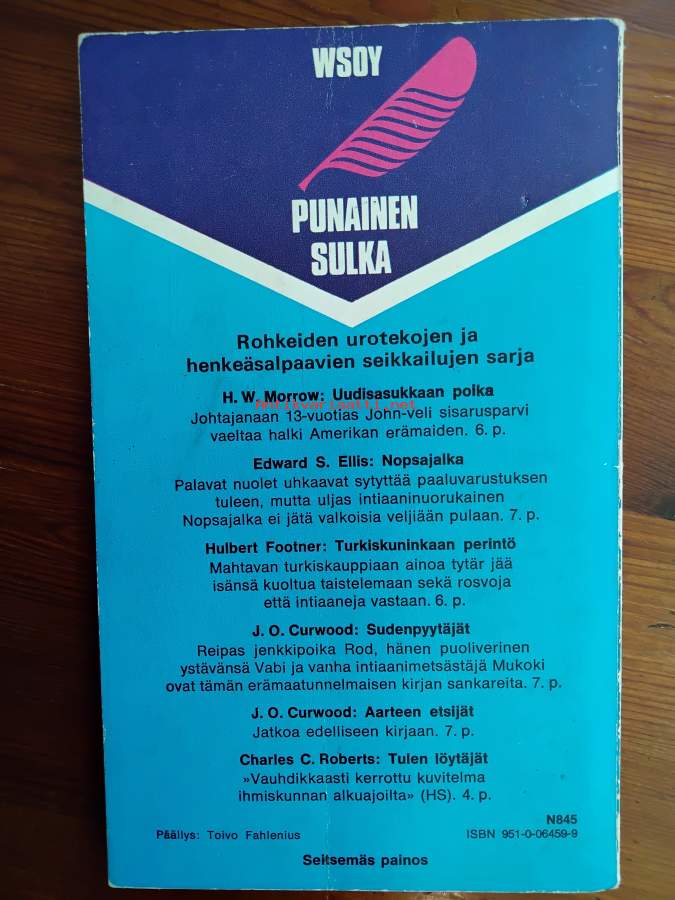 WSOY
PUNAINEN
SULKA
Rohkeiden urotekojen ja
henkeäsalpaavien seikkailujen sarja
H. W. Morrow: Uudisasukkaan poika
Antikvariaatti.net
Johtajanaan 13-vuotias John-veli sisarusparvi
vaeltaa halki Amerikan erämaiden. 6. p.
Edward S. Ellis: Nopsajalka
Palavat nuolet uhkaavat sytyttää paaluvarustuksen
tuleen, mutta uljas intiaaninuorukainen
Nopsajalka ei jätä valkoisia veljiään pulaan. 7. p.
Hulbert Footner: Turkiskuninkaan perintö
Mahtavan turkiskauppiaan ainoa tytär jää
isänsä kuoltua taistelemaan sekä rosvoja
että intiaaneja vastaan. 6. p.
J. O. Curwood: Sudenpyytäjät
Reipas jenkkipoika Rod, hänen puoliverinen
ystävänsä Vabi ja vanha intiaanimetsästäjä Mukoki
ovat tämän erämaatunnelmaisen kirjan sankareita. 7. p.
J. O. Curwood: Aarteen etsijät
Jatkoa edelliseen kirjaan. 7. p.
Charles C. Roberts: Tulen löytäjät
»Vauhdikkaasti kerrottu kuvitelma
ihmiskunnan alkuajoilta» (HS). 4. p.
N845
Päällys: Toivo Fahlenius ISBN 951-0-06459-9
Seitsemäs painos